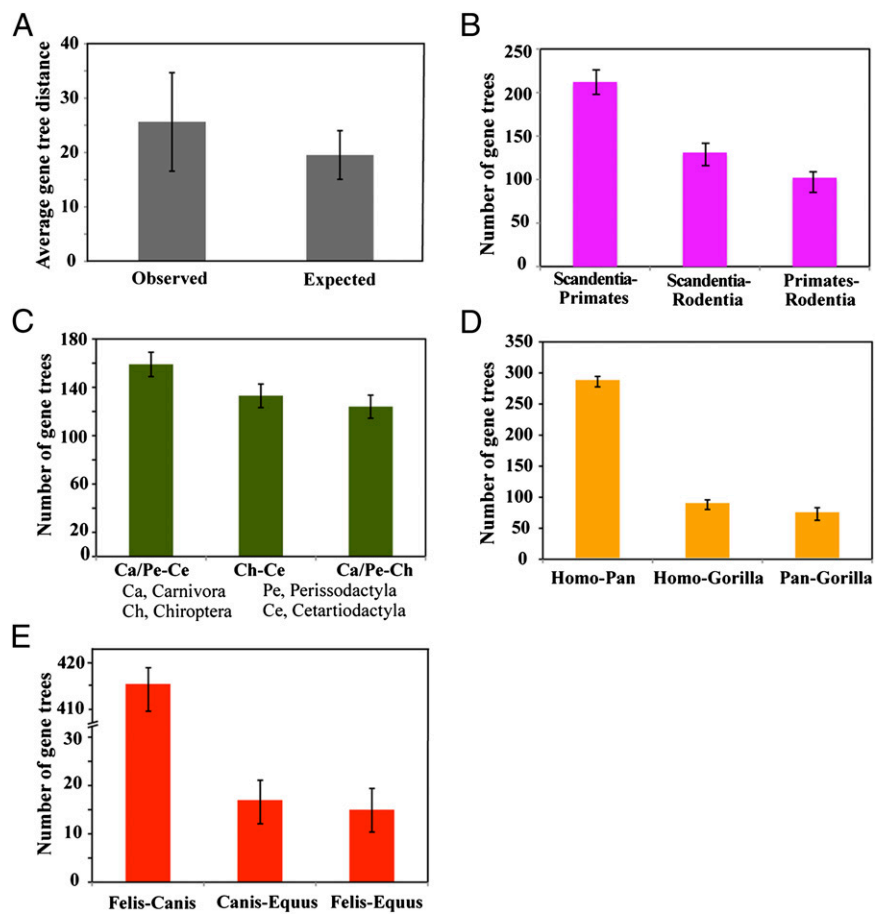 A
Average gene tree distance
40
30
20
10
0
Observed
Expected
B
Number of gene trees
250
200
150
100
50
0
Scandentia-
Primates
Scandentia-
Rodentia
Primates-
Rodentia
C
Number of gene trees
180
140
100
60
20
0
Ca/Pe-Ce
Ch-Ce
Ca/Pe-Ch
Ca, Carnivora
Pe, Perissodactyla
Ch, Chiroptera
Ce, Cetartiodactyla
D
Number of gene trees
350
300
250
200
150
100
50
0
Homo-Pan
Homo-Gorilla
Pan-Gorilla
E
Number of gene trees
420
410
30
20
10
0
Felis-Canis
Canis-Equus
Felis-Equus